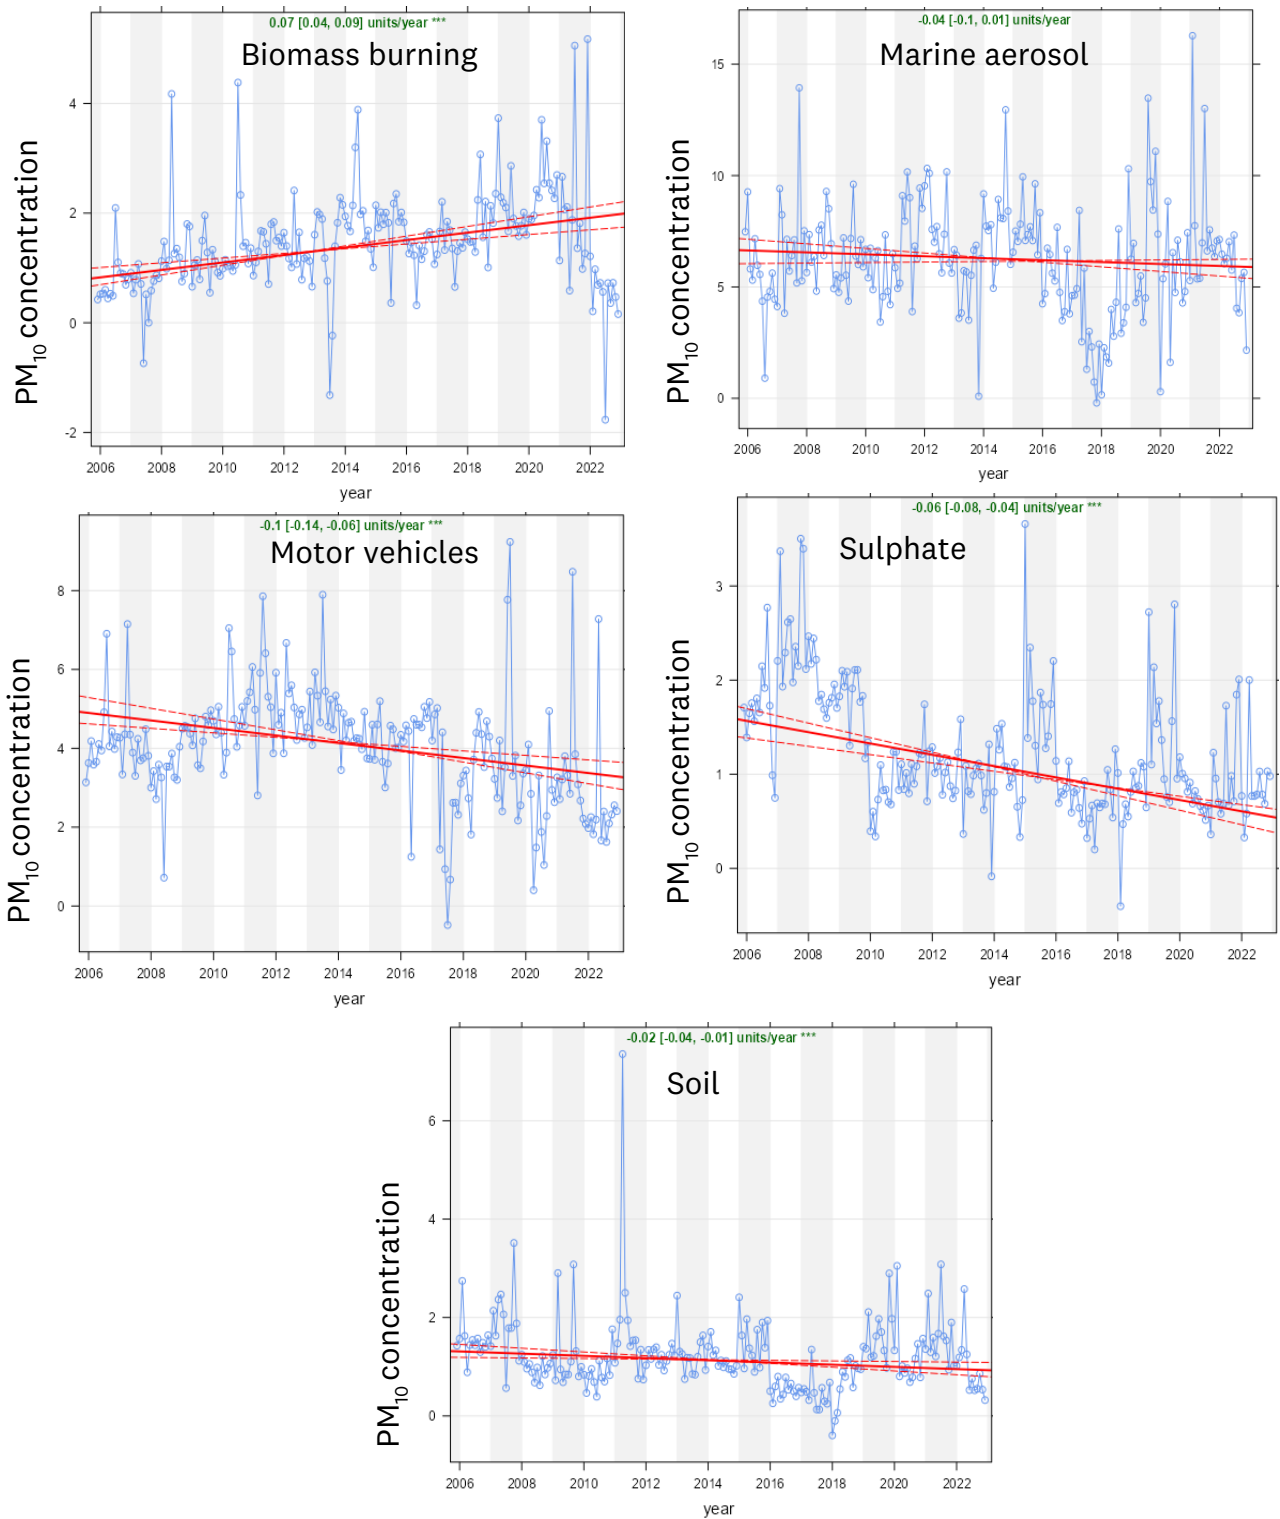 0.07 [0.04, 0.09] units/year ***
Biomass burning
PM10 concentration
4
2
0
-2
2006 2008 2010 2012 2014 2016 2018 2020 2022
year
-0.04 [-0.1, 0.01] units/year
Marine aerosol
PM10 concentration
15
10
5
0
2006 2008 2010 2012 2014 2016 2018 2020 2022
year
-0.1 [-0.14, -0.06] units/year ***
Motor vehicles
PM10 concentration
8
6
4
2
0
2006 2008 2010 2012 2014 2016 2018 2020 2022
year
-0.06 [-0.08, -0.04] units/year ***
Sulphate
PM10 concentration
3
2
1
0
2006 2008 2010 2012 2014 2016 2018 2020 2022
year
-0.02 [-0.04, -0.01] units/year ***
Soil
PM10 concentration
6
4
2
0
2006 2008 2010 2012 2014 2016 2018 2020 2022
year